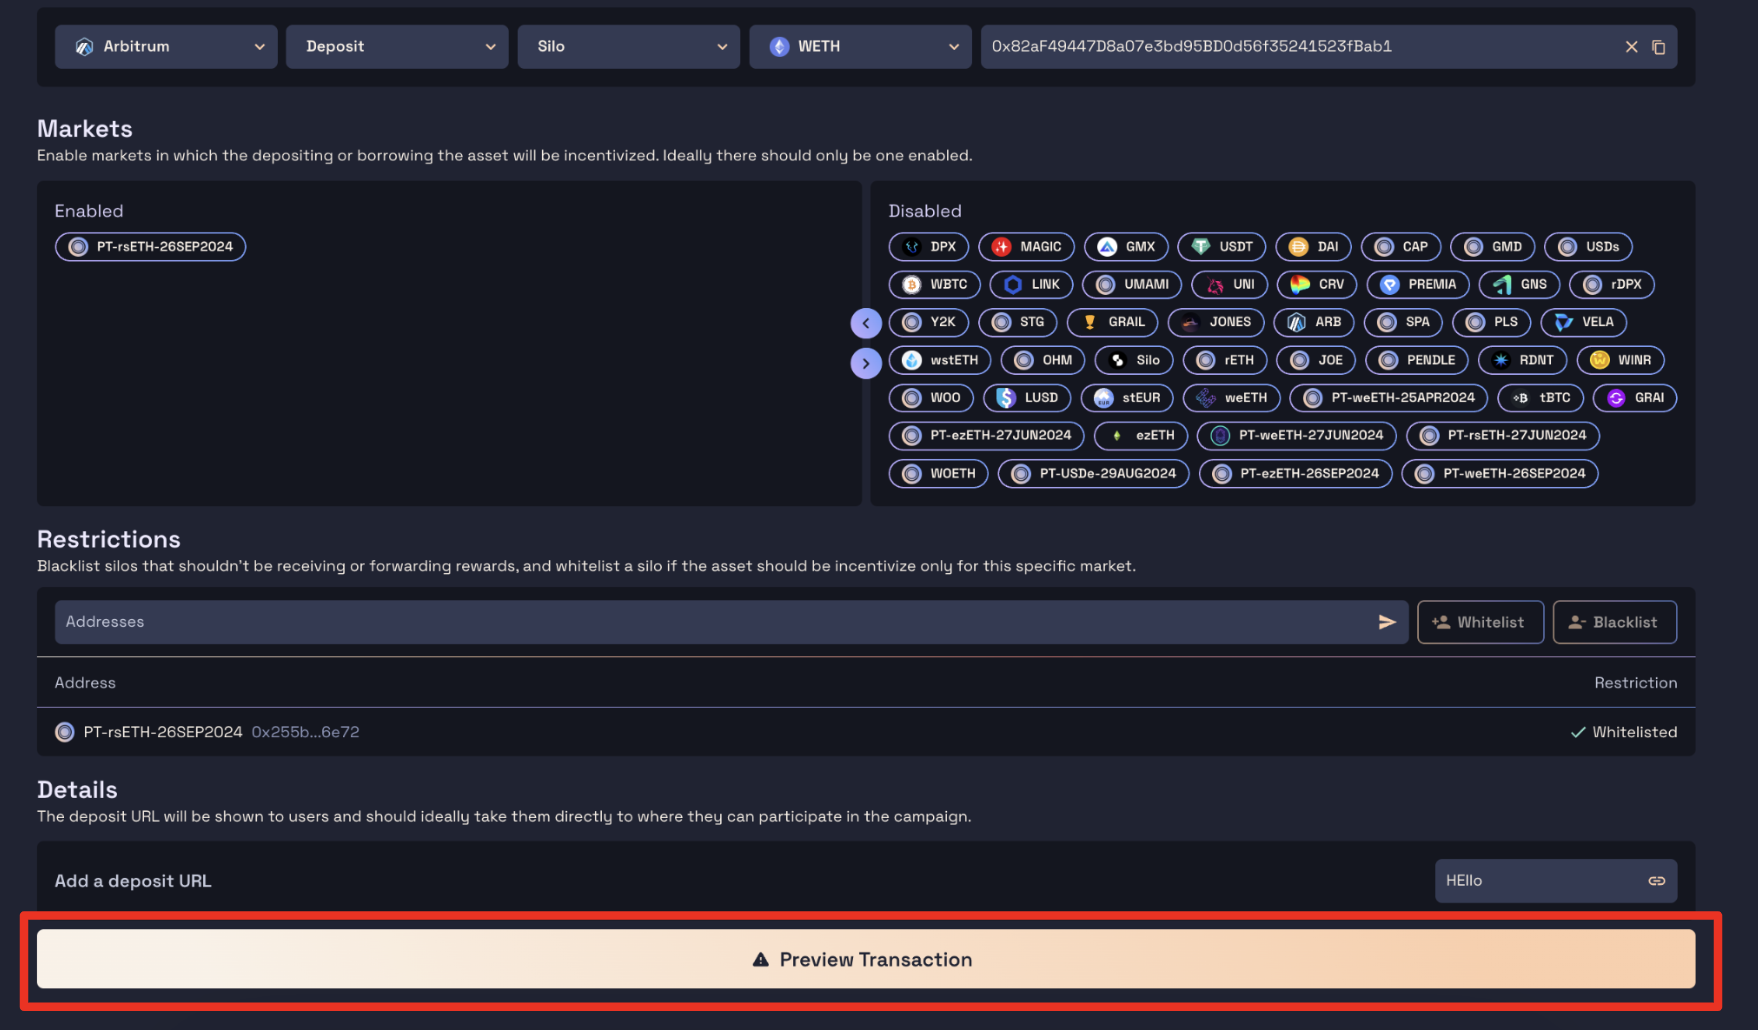 Arbitrum Deposit Silo WETH 0x82aF49447D8a07e3bd95BD0d56f35241523fBab1
Markets
Enable markets in which the depositing or borrowing the asset will be incentivized. Ideally there should only be one enabled.
Enabled
PT-rsETH-26SEP2024
Disabled
DPX MAGIC GMX USDT DAI CAP GMD USDs
WBTC LINK UMAMI UNI CRV PREMIA GNS rDPX
Y2K STG GRAIL JONES ARB SPA PLS VELA
wstETH OHM Silo rETH JOE PENDLE RDNT WINR
WOO LUSD stEUR weETH PT-weETH-25APR2024 tBTC GRAI
PT-ezETH-27JUN2024 ezETH PT-weETH-27JUN2024 PT-rsETH-27JUN2024
WOETH PT-USDe-29AUG2024 PT-ezETH-26SEP2024 PT-weETH-26SEP2024
Restrictions
Blacklist silos that shouldn't be receiving or forwarding rewards, and whitelist a silo if the asset should be incentivize only for this specific market.
Addresses Whitelist Blacklist
Address Restriction
PT-rsETH-26SEP2024 0x255b...6e72 Whitelisted
Details
The deposit URL will be shown to users and should ideally take them directly to where they can participate in the campaign.
Add a deposit URL HEllo
Preview Transaction